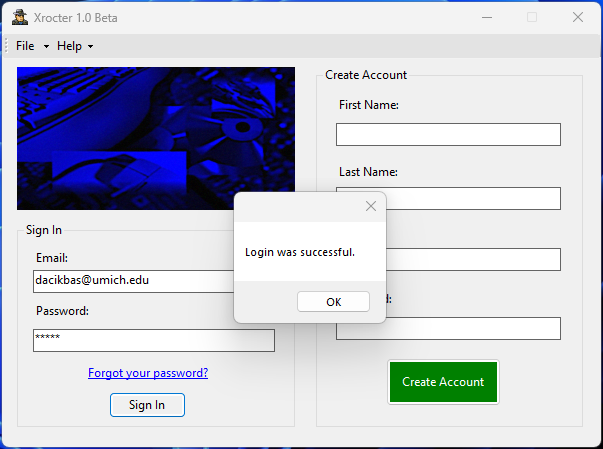 Xrocter 1.0 Beta
File Help
Create Account
First Name:
Last Name:
Sign In
Email:
dacikbas@umich.edu
Password:
*****
Forgot your password?
Sign In
Login was successful.
OK
Create Account